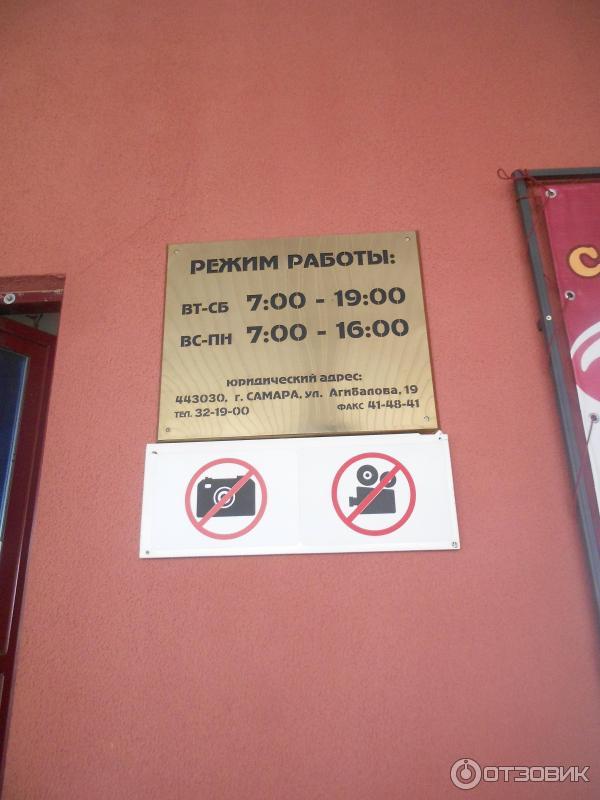 РЕЖИМ РАБОТЫ:
ВТ-СБ 7:00 - 19:00
ВС-ПН 7:00 - 16:00
юридический адрес:
443030, г. САМАРА, ул. Агибалова, 19
ТЕЛ. 32-19-00 ФАКС 41-48-41
ОТЗОВИК